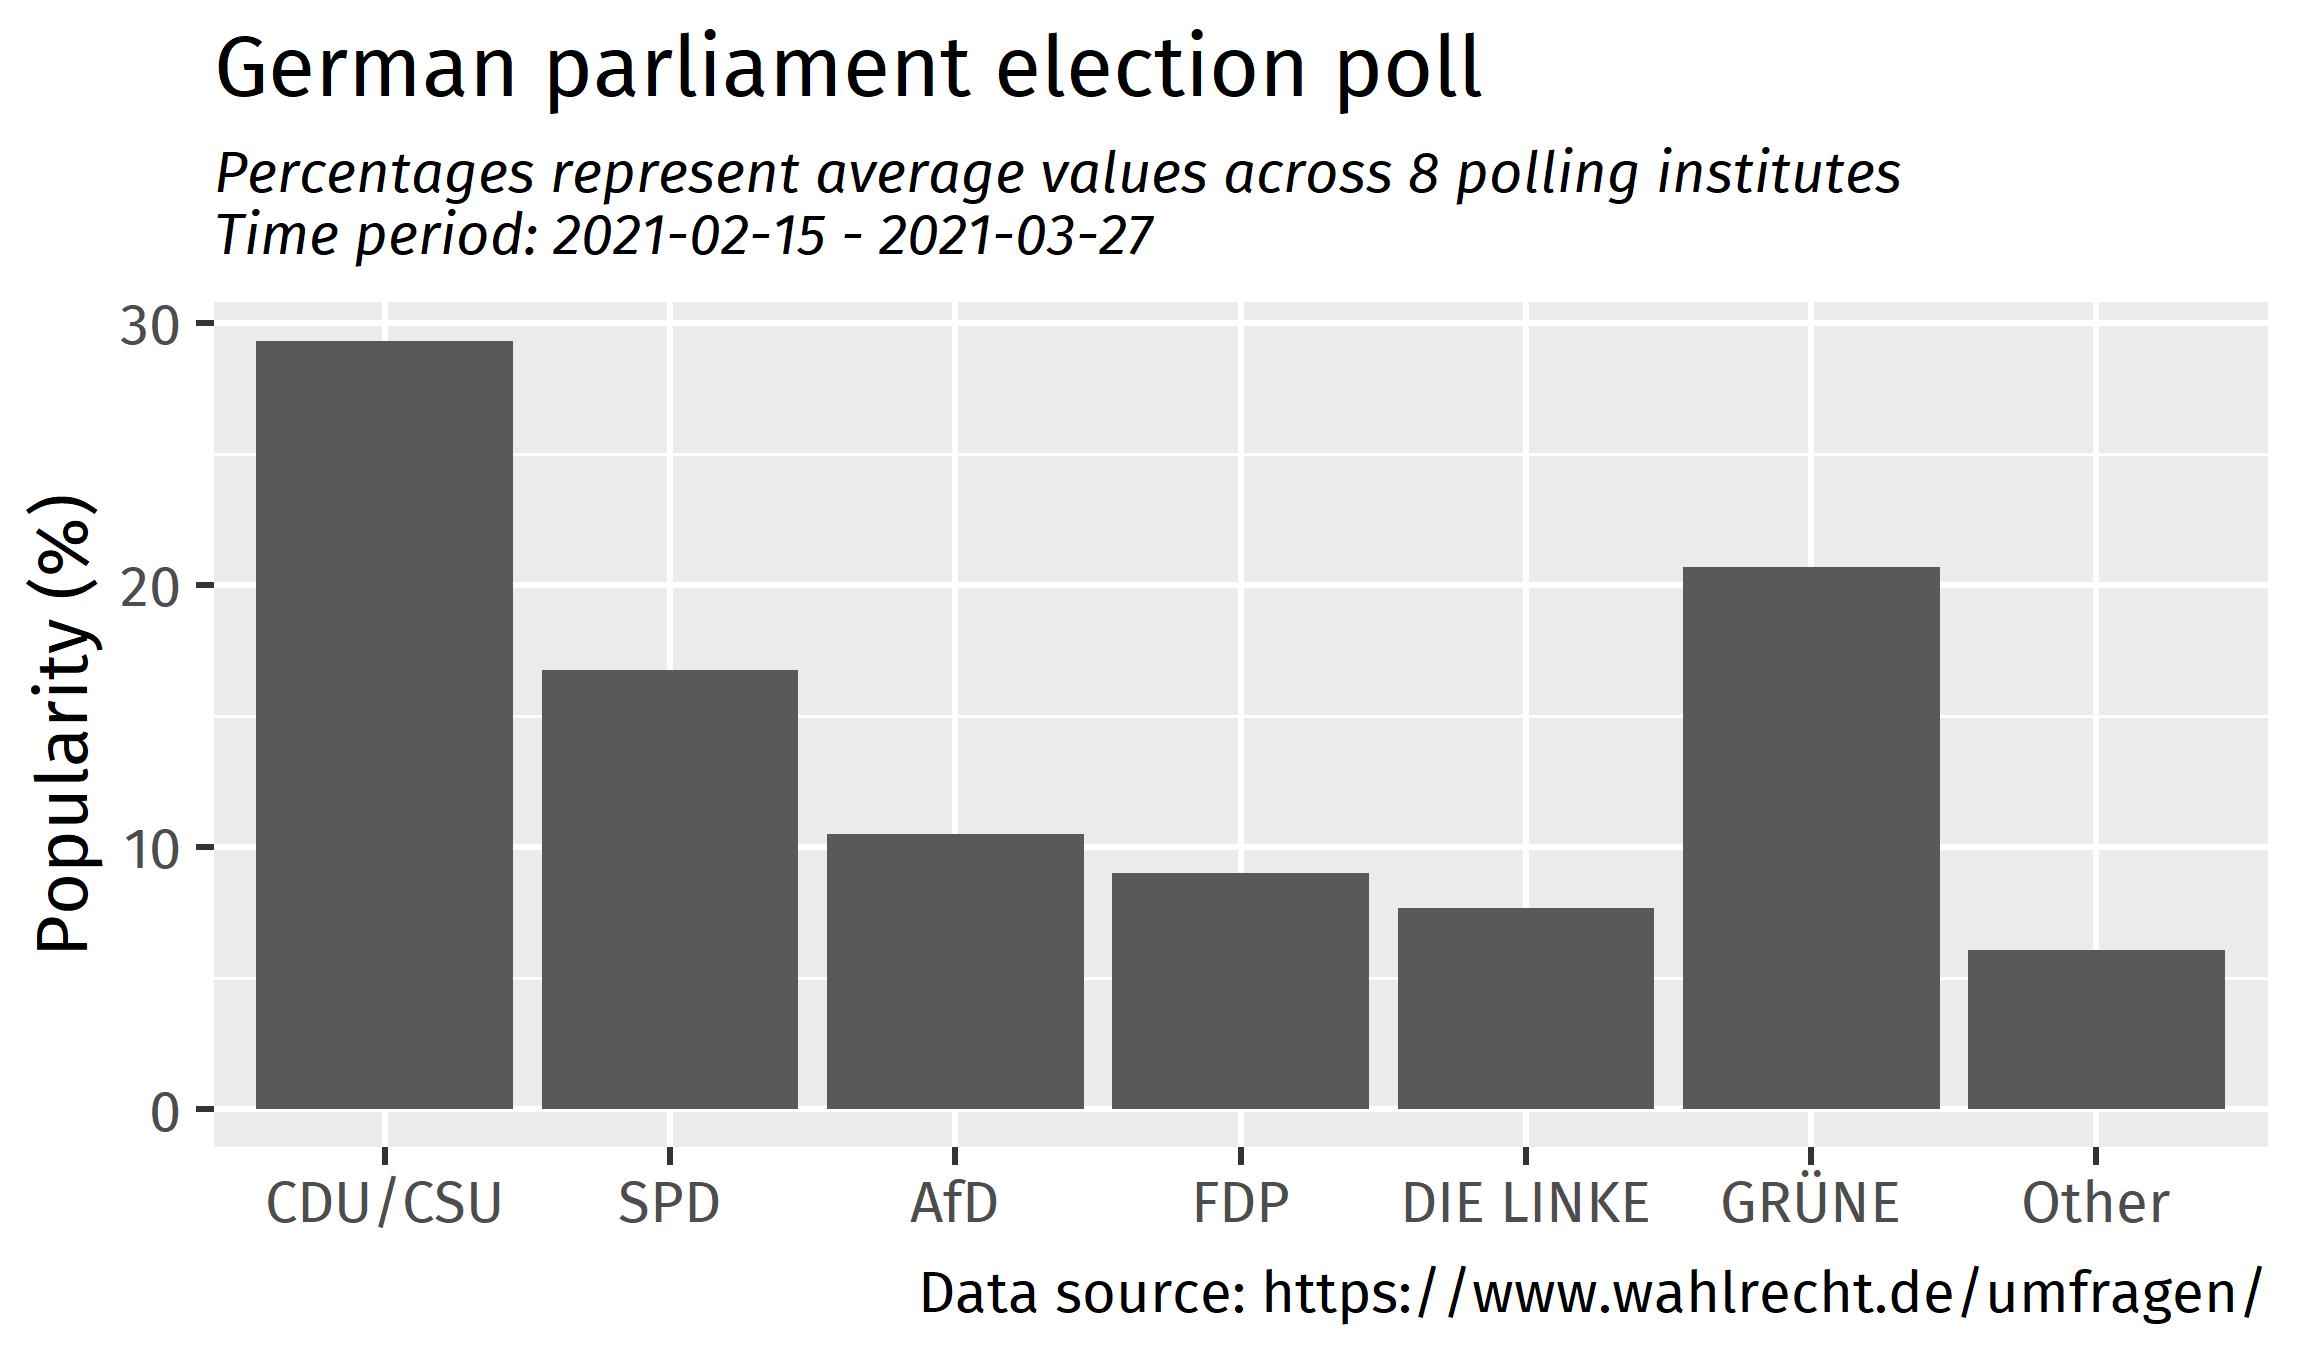 German parliament election poll
Percentages represent average values across 8 polling institutes
Time period: 2021-02-15 - 2021-03-27
Popularity (%)
30
20
10
0
CDU/CSU SPD AfD FDP DIE LINKE GRÜNE Other
Data source: https://www.wahlrecht.de/umfragen/